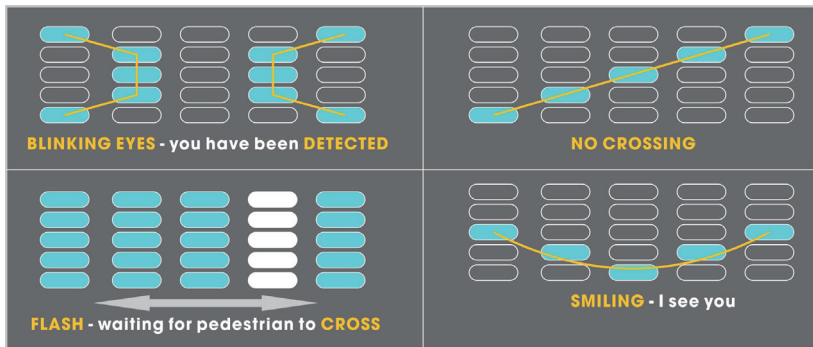 BLINKING EYES - you have been DETECTED
NO CROSSING
FLASH - waiting for pedestrian to CROSS
SMILING - I see you